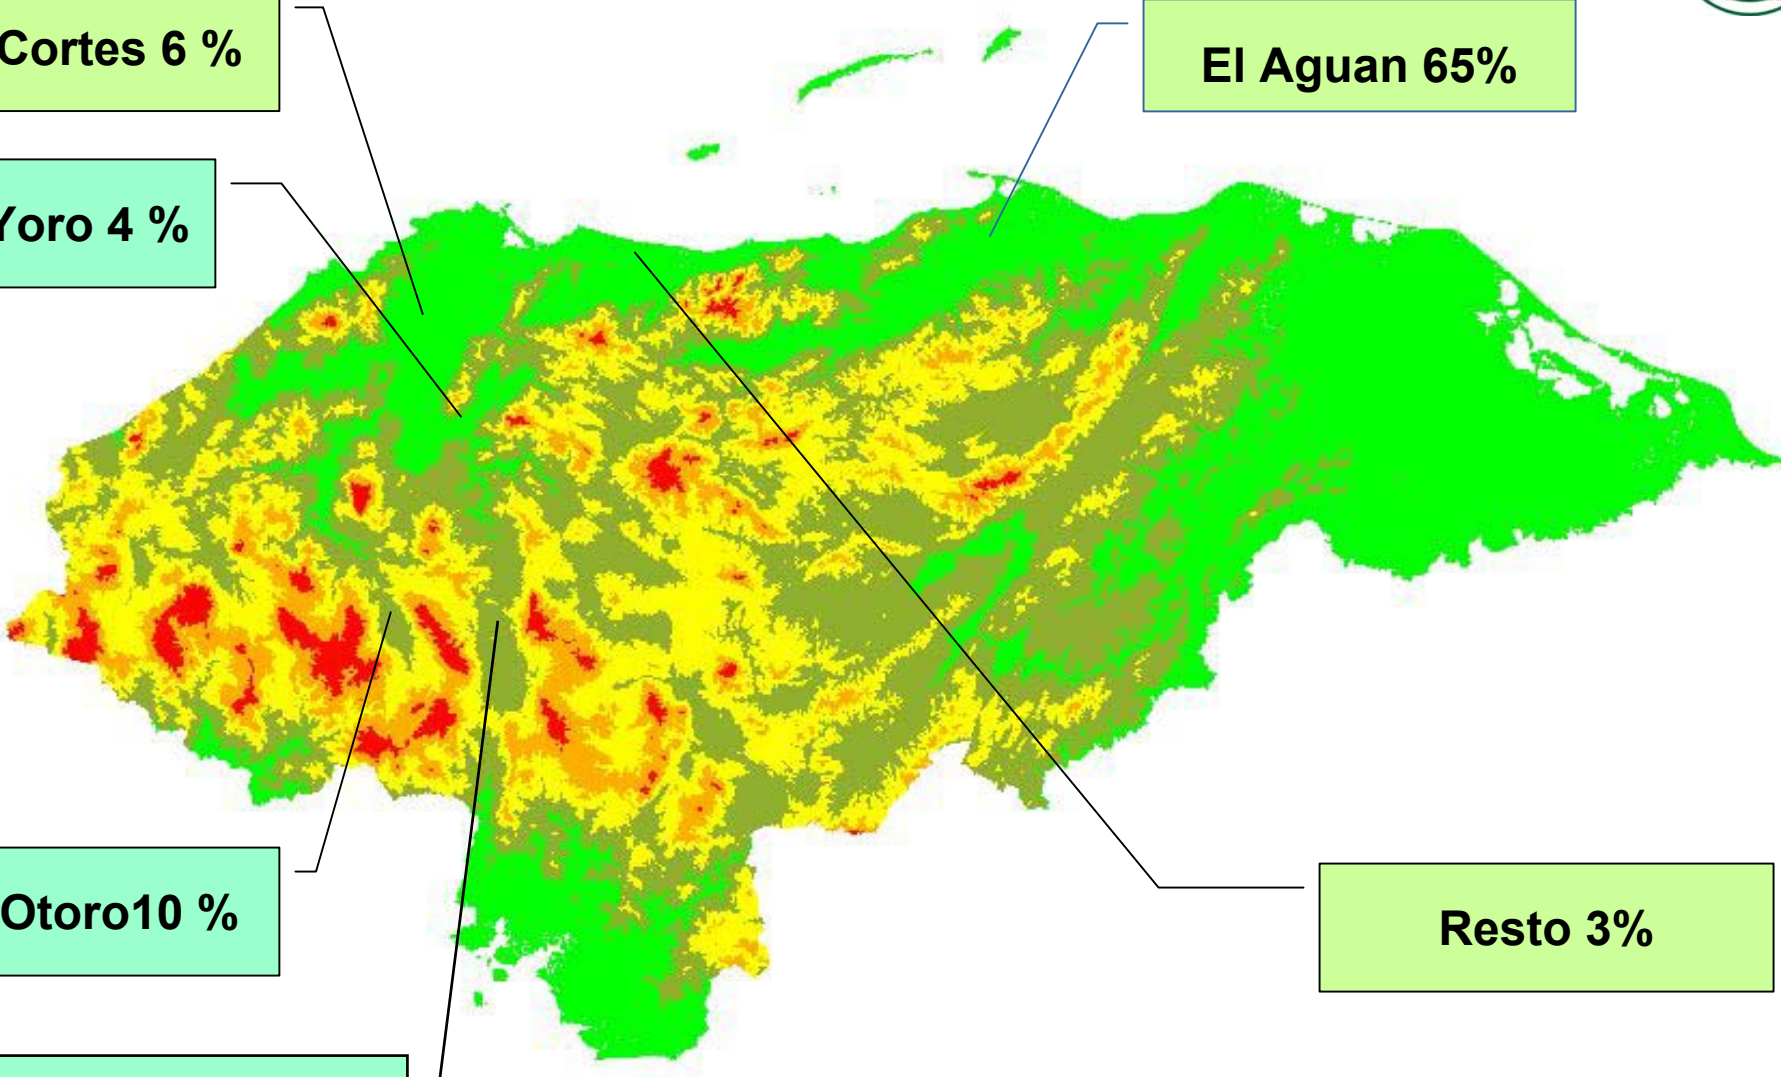 Cortes 6 %
El Aguan 65%
Yoro 4 %
Otoro10 %
Resto 3%